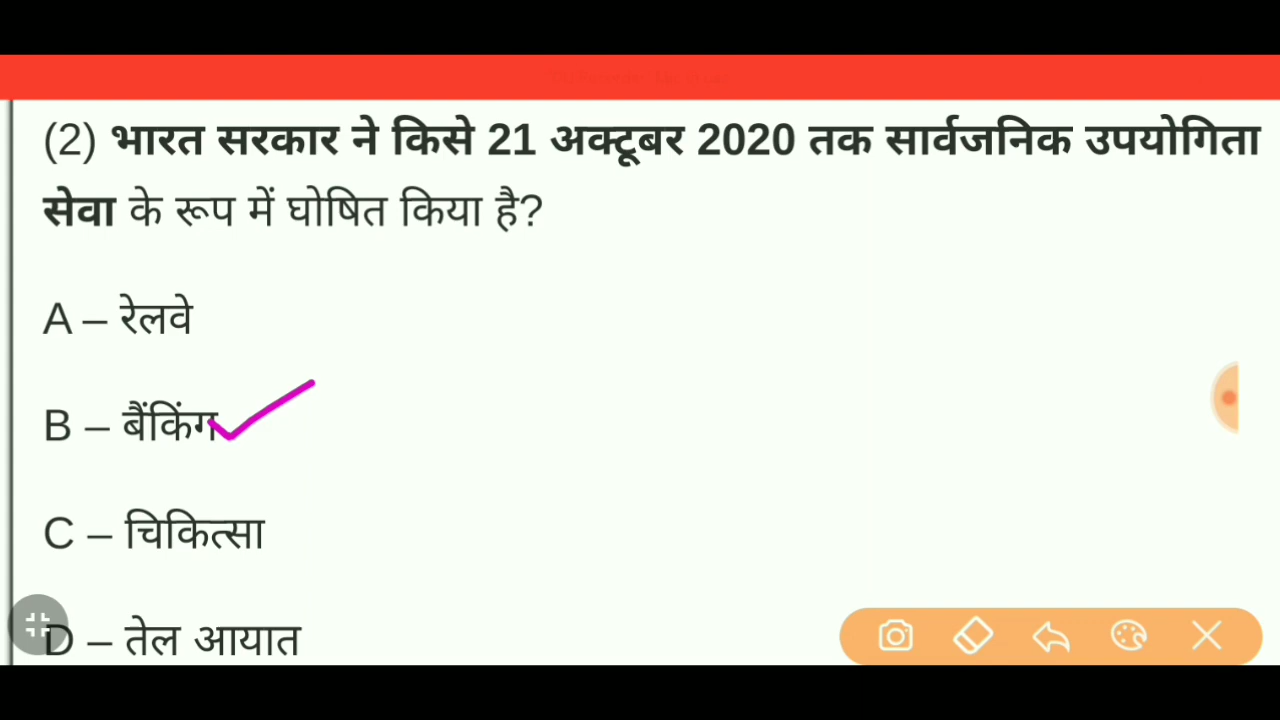 (2) भारत सरकार ने किसे 21 अक्टूबर 2020 तक सार्वजनिक उपयोगिता
सेवा के रूप में घोषित किया है?
A – रेलवे
B – बैंकिंग
C – चिकित्सा
D – तेल आयात